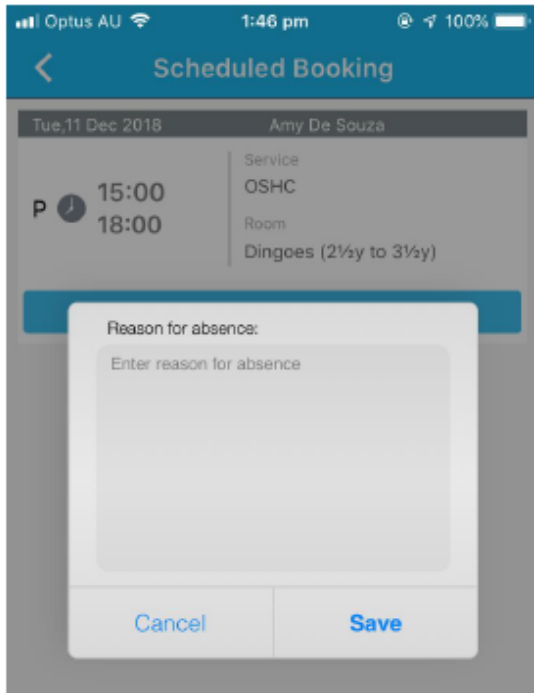 Optus AU 1:46 pm 100%
Scheduled Booking
Tue,11 Dec 2018 Amy De Souza
Service
OSHC
P 15:00
18:00
Room
Dingoes (2½y to 3½y)
Reason for absence:
Enter reason for absence
Cancel Save